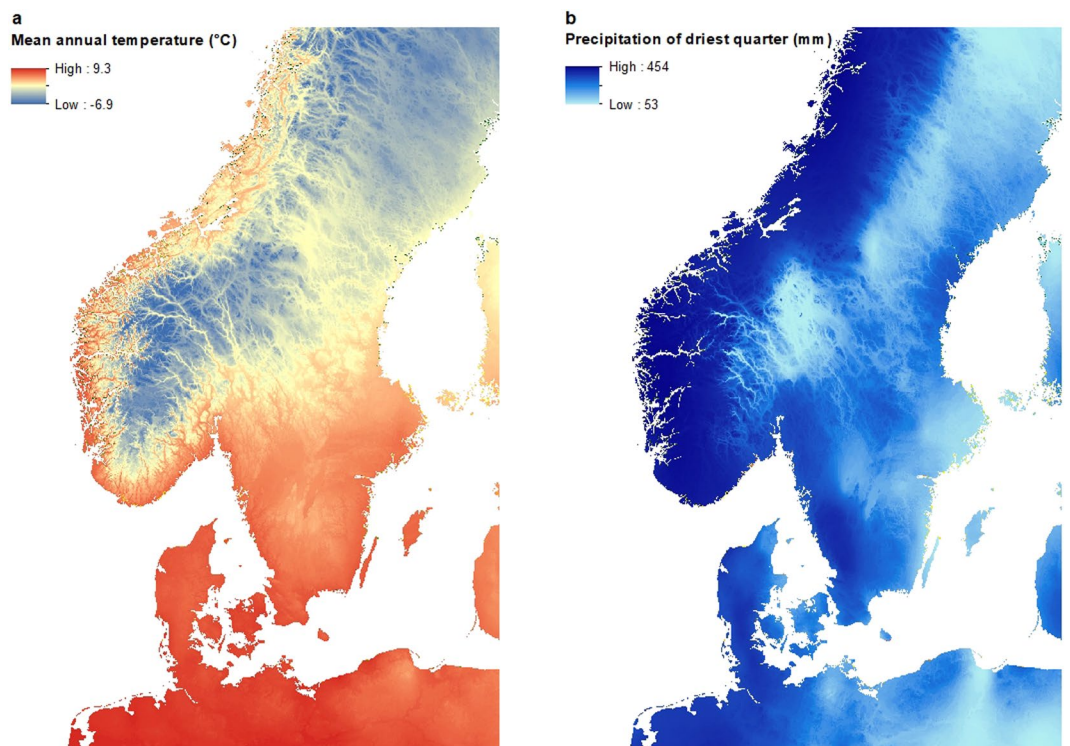 a
Mean annual temperature (°C)
High : 9.3
Low : -6.9
b
Precipitation of driest quarter (mm)
High : 454
Low : 53